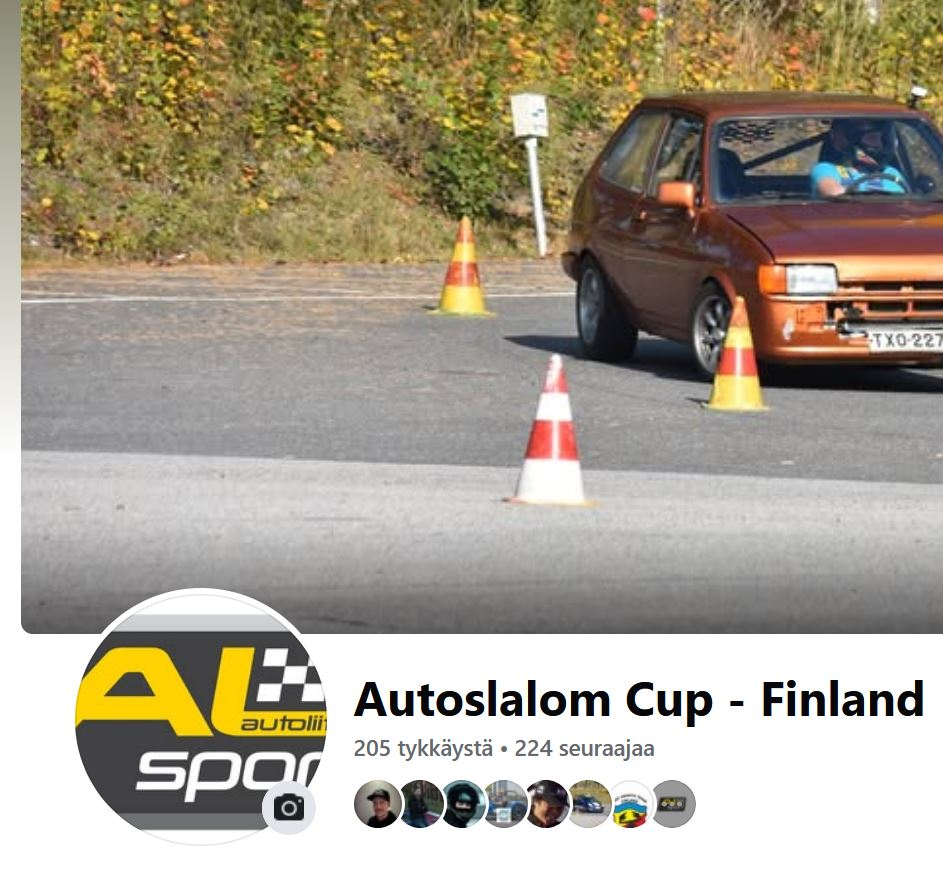 TXO-227
AL
autoliit
spor
Autoslalom Cup - Finland
205 tykkäystä • 224 seuraajaa